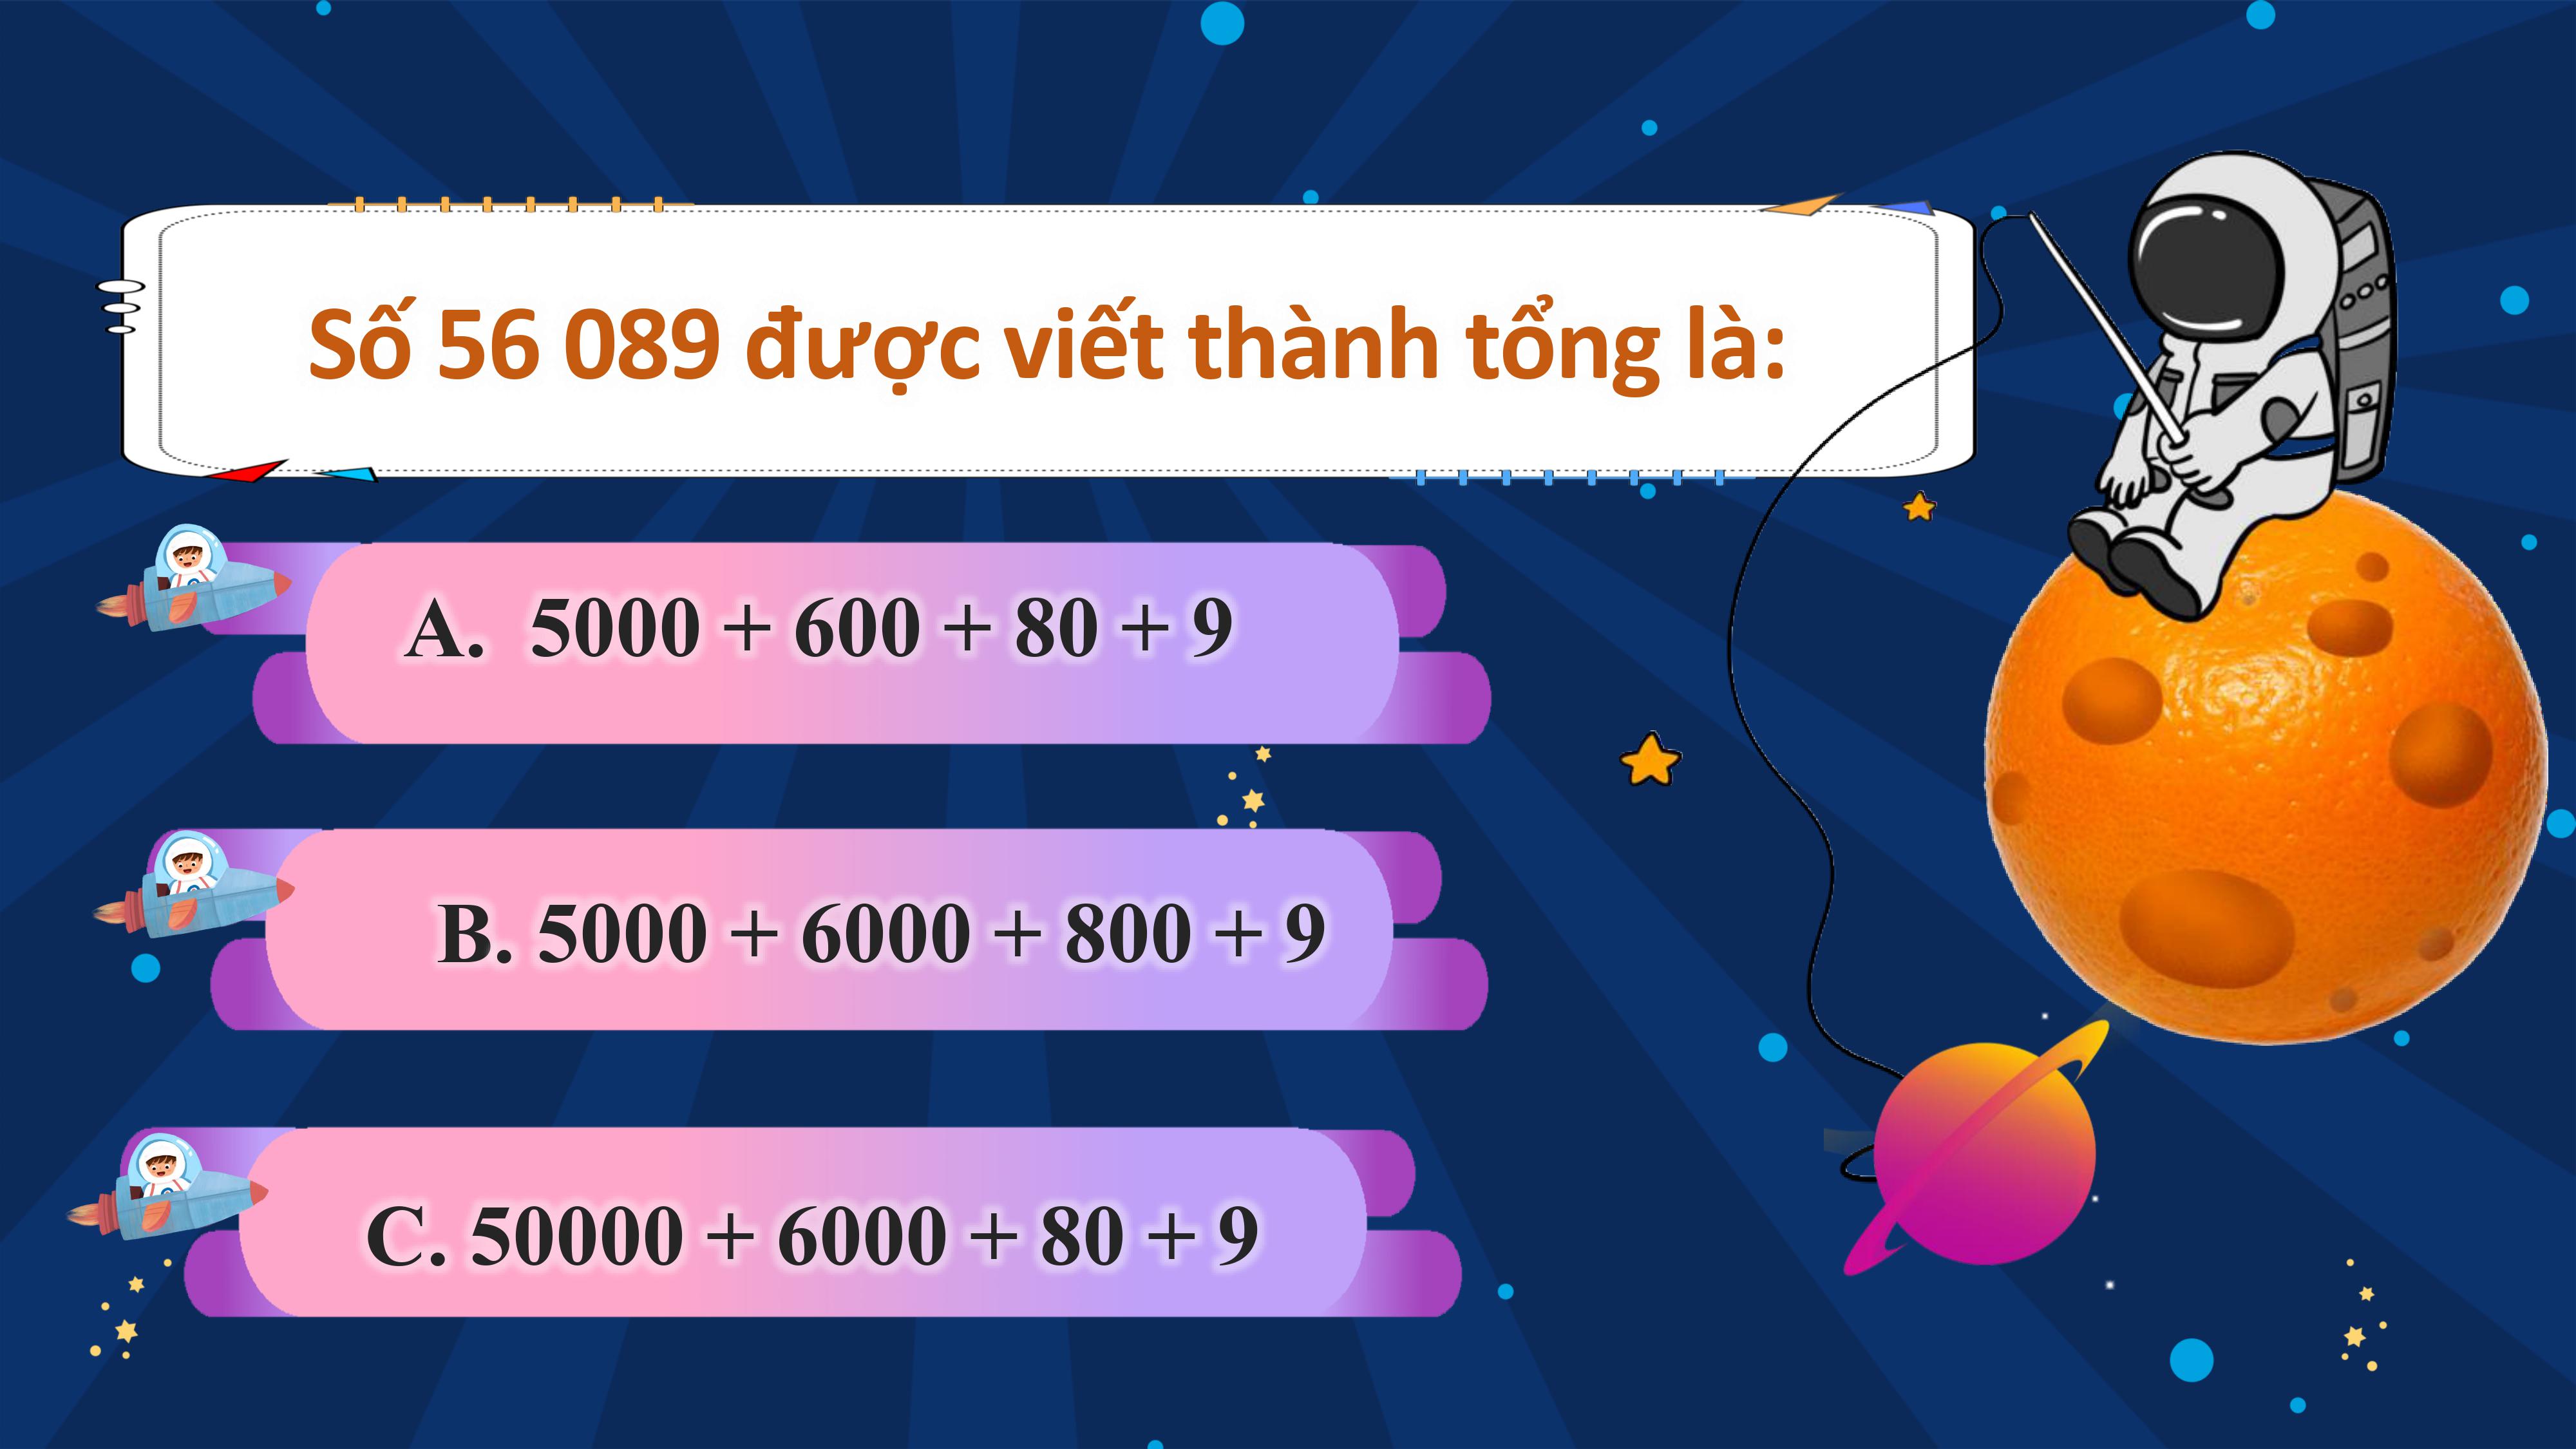 Số 56 089 được viết thành tổng là:
A. 5000 + 600 + 80 + 9
B. 5000 + 6000 + 800 + 9
C. 50000 + 6000 + 80 + 9